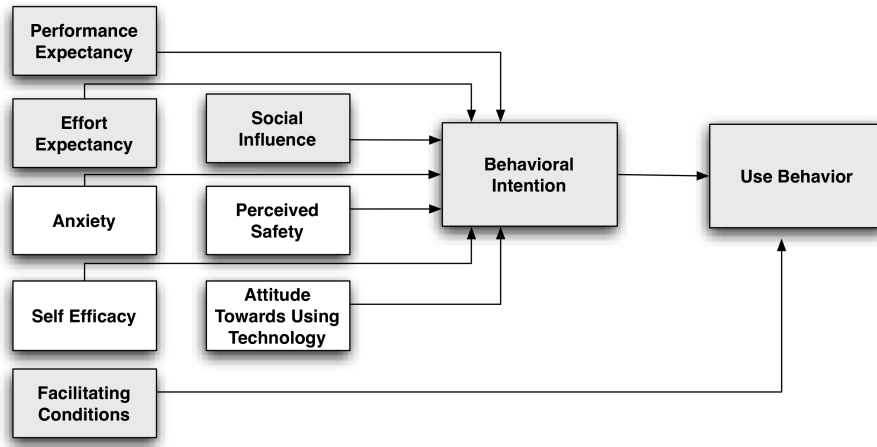 Performance
Expectancy
Effort
Expectancy
Social
Influence
Behavioral
Intention
Use Behavior
Anxiety
Perceived
Safety
Self Efficacy
Attitude
Towards Using
Technology
Facilitating
Conditions